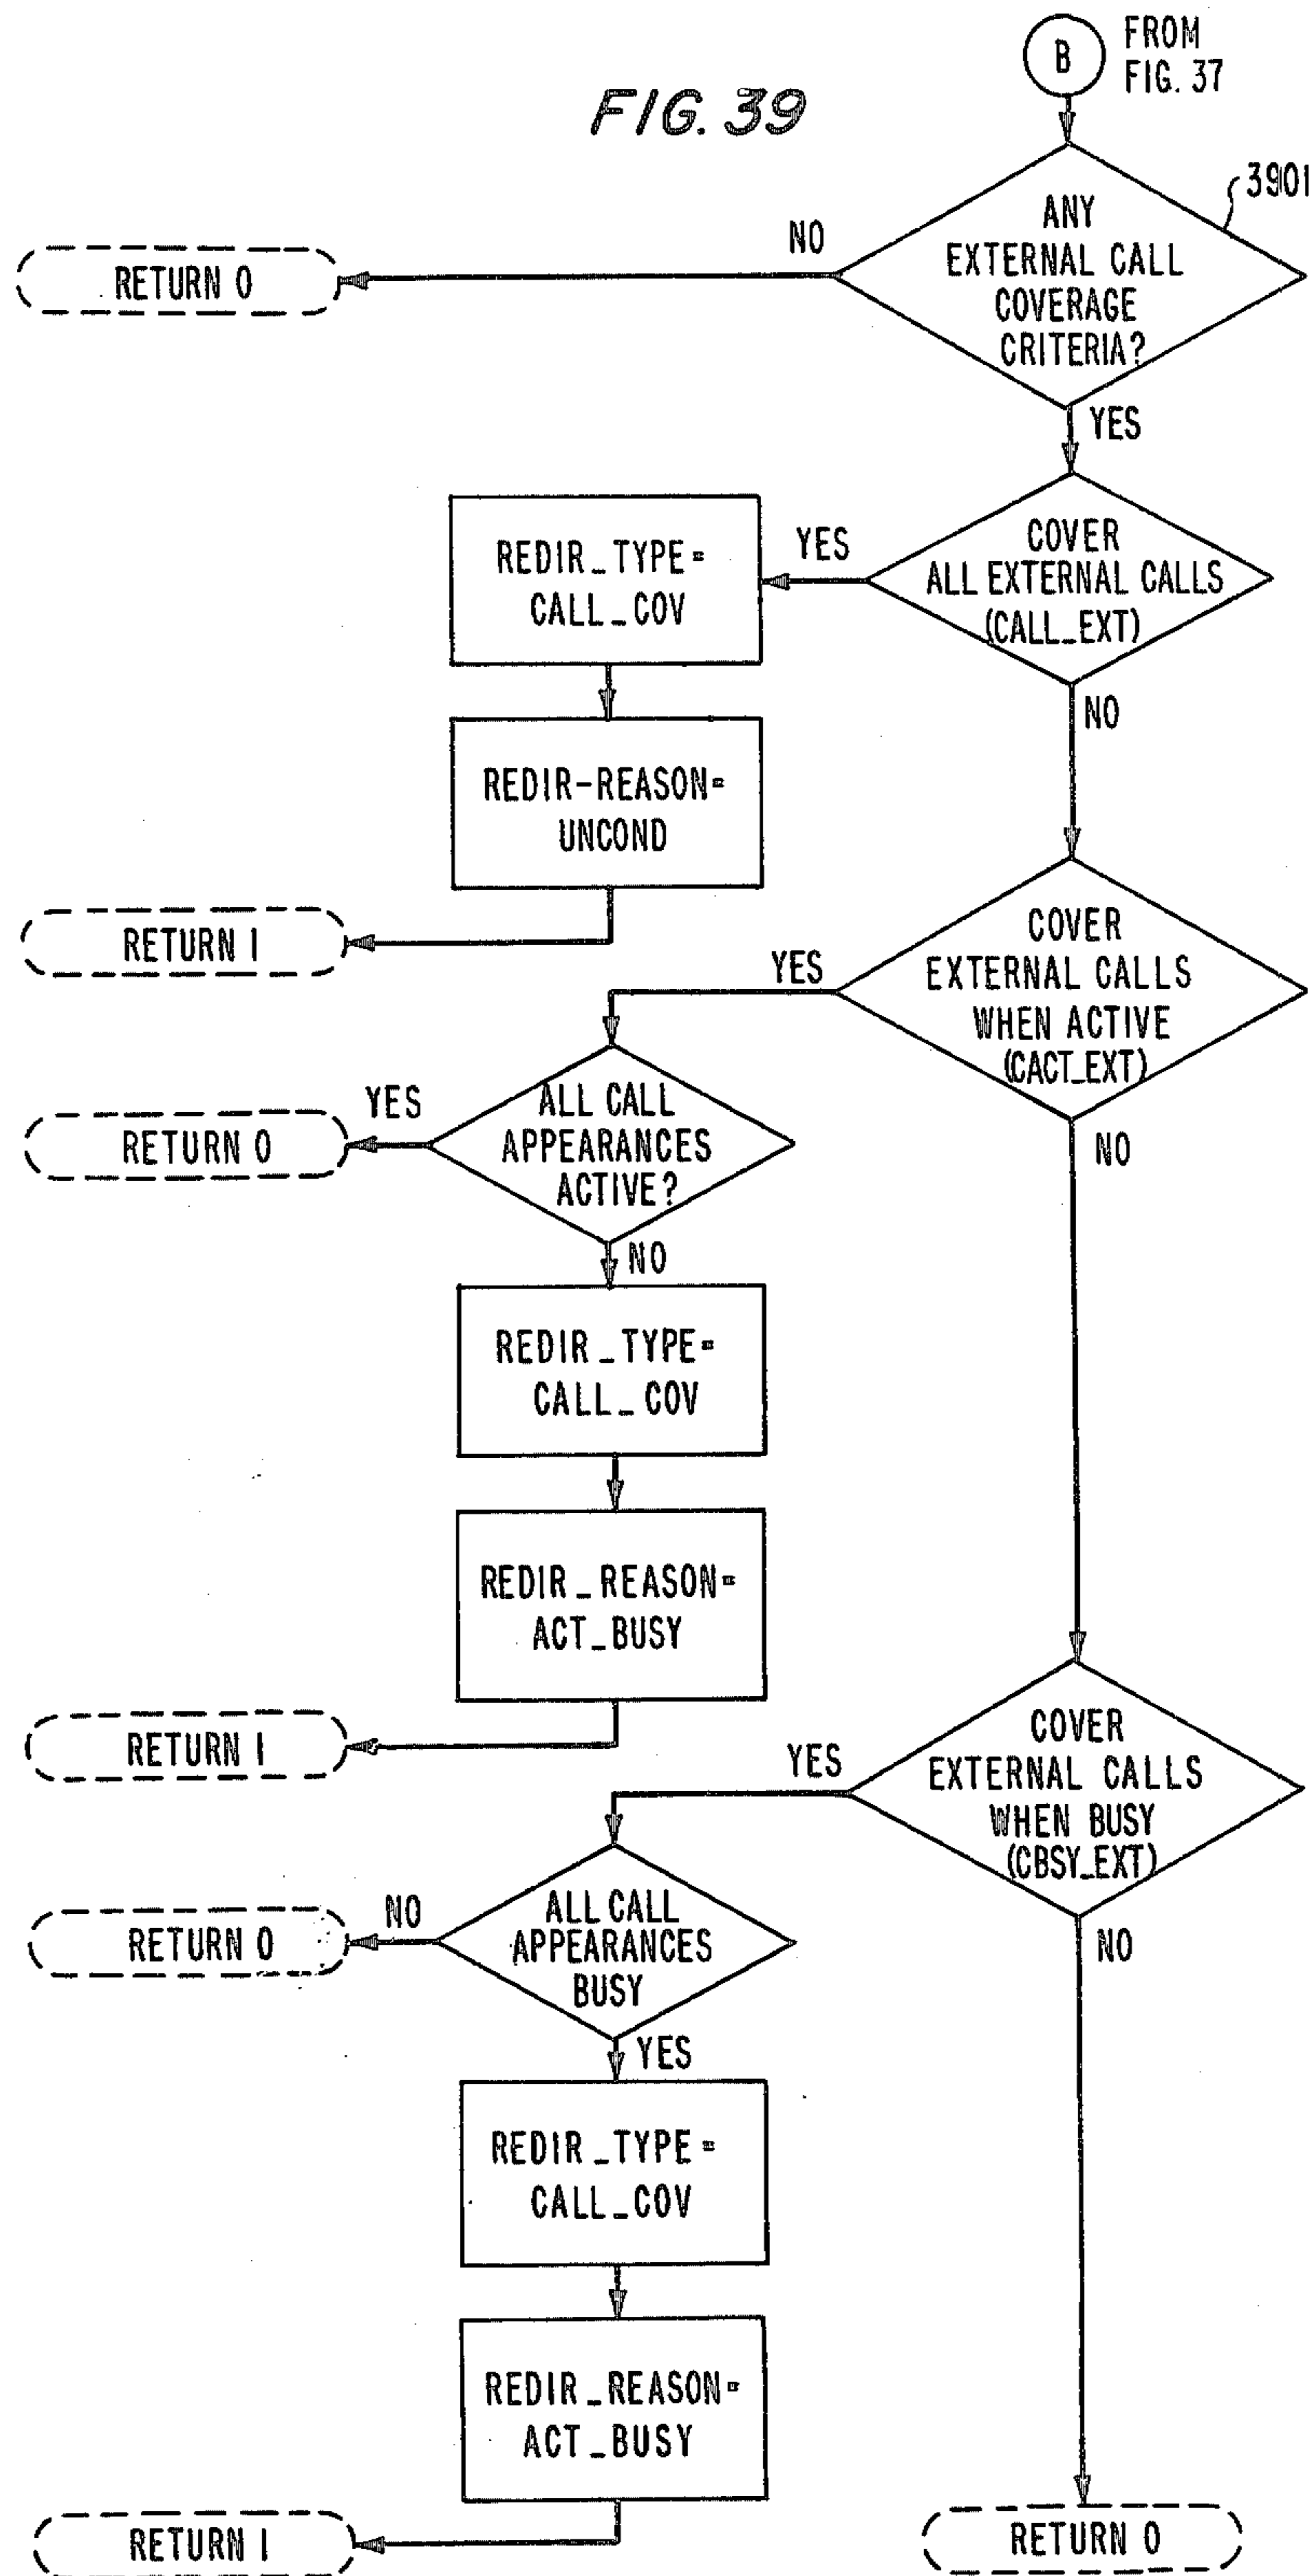 FIG. 39
B
FROM
FIG. 37
3901
ANY
EXTERNAL CALL
COVERAGE
CRITERIA?
NO
RETURN 0
YES
COVER
ALL EXTERNAL CALLS
(CALL_EXT)
YES
REDIR_TYPE=
CALL_COV
REDIR-REASON=
UNCOND
RETURN 1
NO
COVER
EXTERNAL CALLS
WHEN ACTIVE
(CACT_EXT)
YES
ALL CALL
APPEARANCES
ACTIVE?
YES
RETURN 0
NO
REDIR_TYPE=
CALL_COV
REDIR_REASON=
ACT_BUSY
RETURN 1
NO
COVER
EXTERNAL CALLS
WHEN BUSY
(CBSY_EXT)
YES
ALL CALL
APPEARANCES
BUSY
NO
RETURN 0
YES
REDIR_TYPE=
CALL_COV
REDIR_REASON=
ACT_BUSY
RETURN 1
NO
RETURN 0